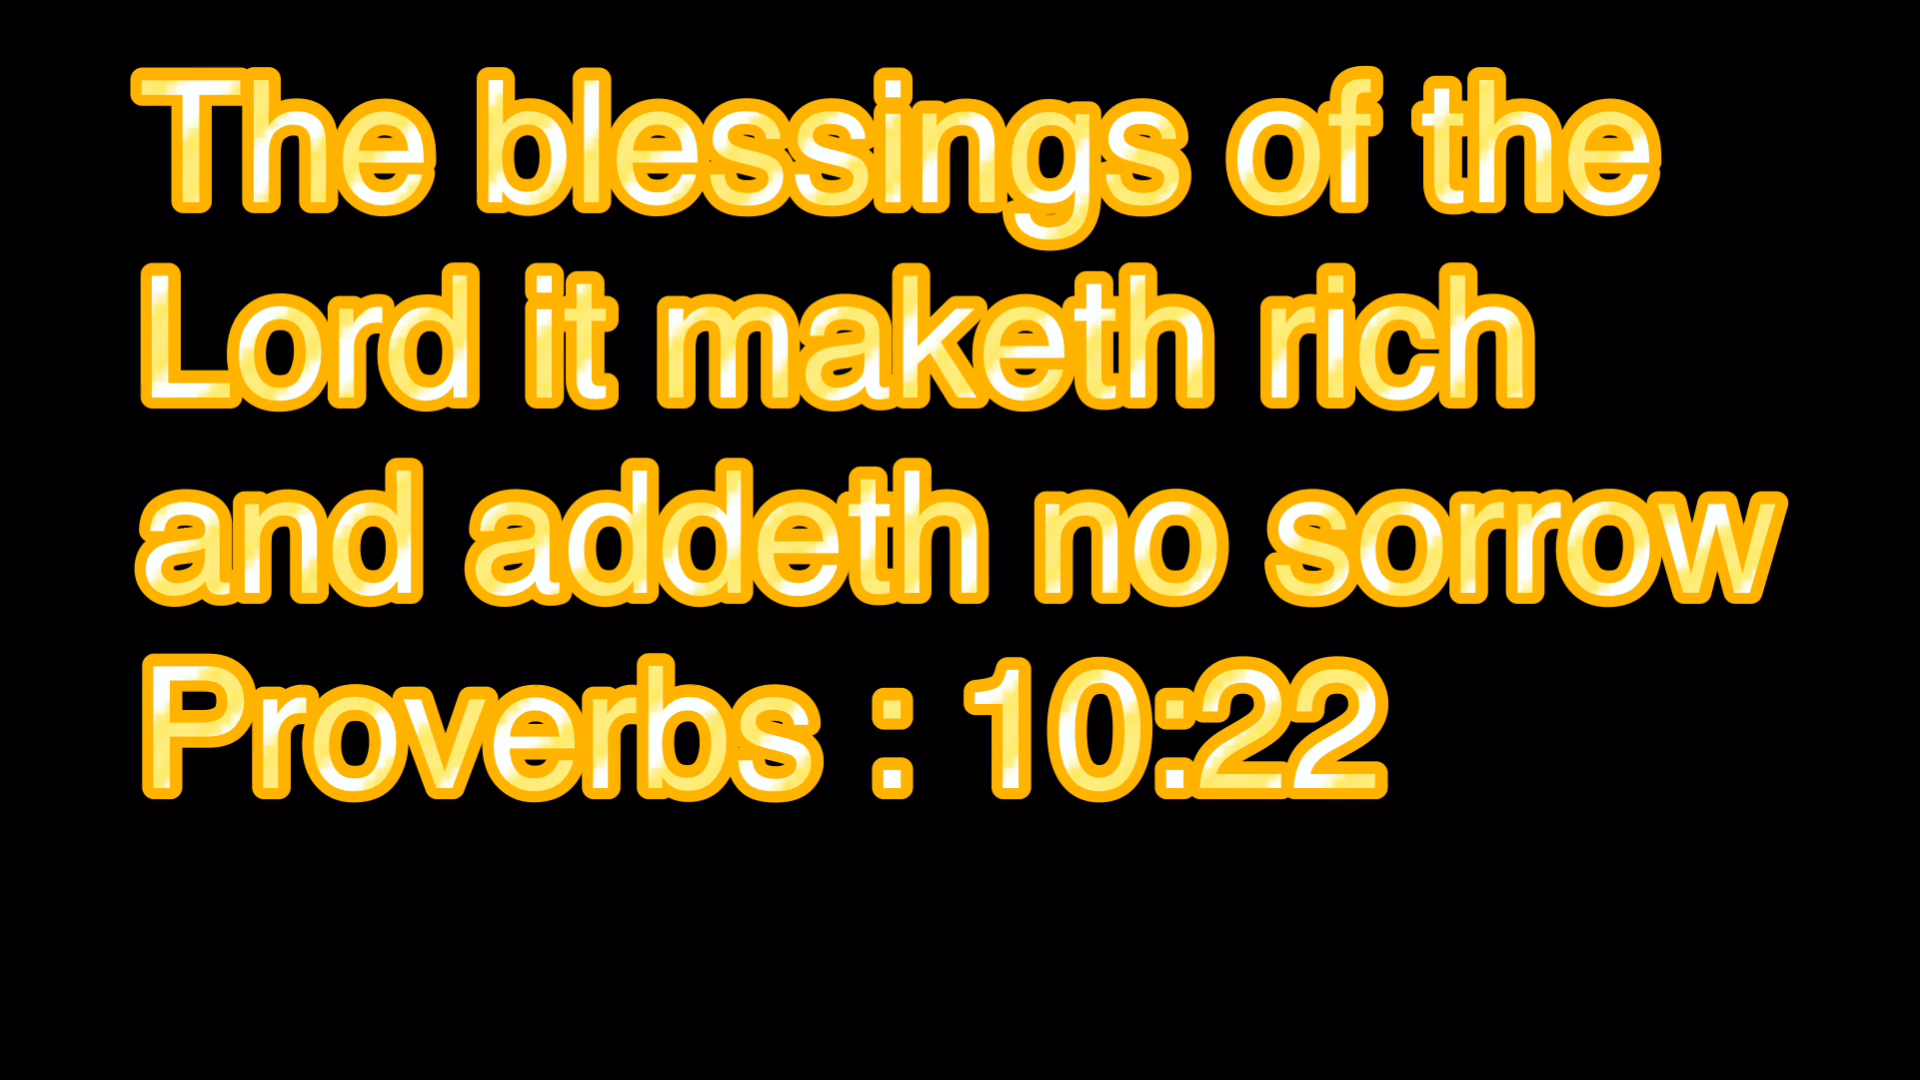 The blessings of the
Lord it maketh rich
and addeth no sorrow
Proverbs : 10:22